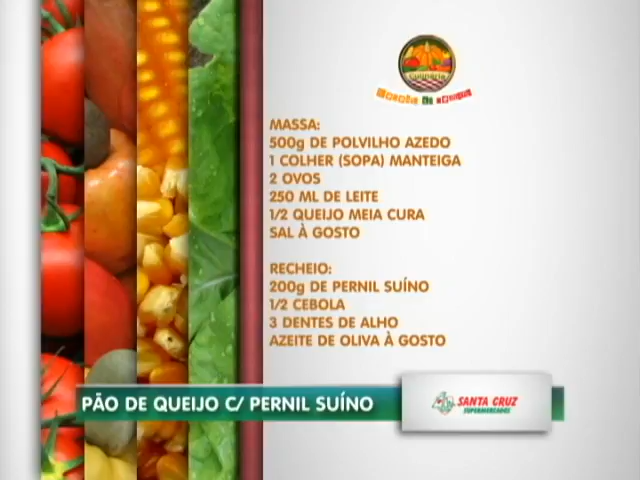 Culinária
MASSA:
500g DE POLVILHO AZEDO
1 COLHER (SOPA) MANTEIGA
2 OVOS
250 ML DE LEITE
1/2 QUEIJO MEIA CURA
SAL À GOSTO
RECHEIO:
200g DE PERNIL SUÍNO
1/2 CEBOLA
3 DENTES DE ALHO
AZEITE DE OLIVA À GOSTO
PÃO DE QUEIJO C/ PERNIL SUÍNO
SANTA CRUZ
SUPERMERCADOS